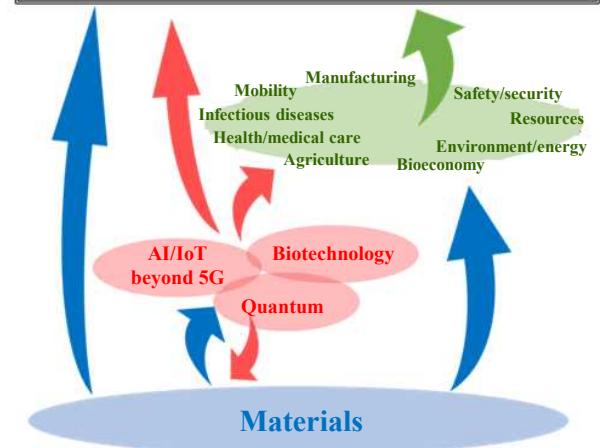 Manufacturing
Mobility
Safety/security
Infectious diseases
Resources
Health/medical care
Environment/energy
Agriculture
Bioeconomy
AI/IoT
beyond 5G
Biotechnology
Quantum
Materials